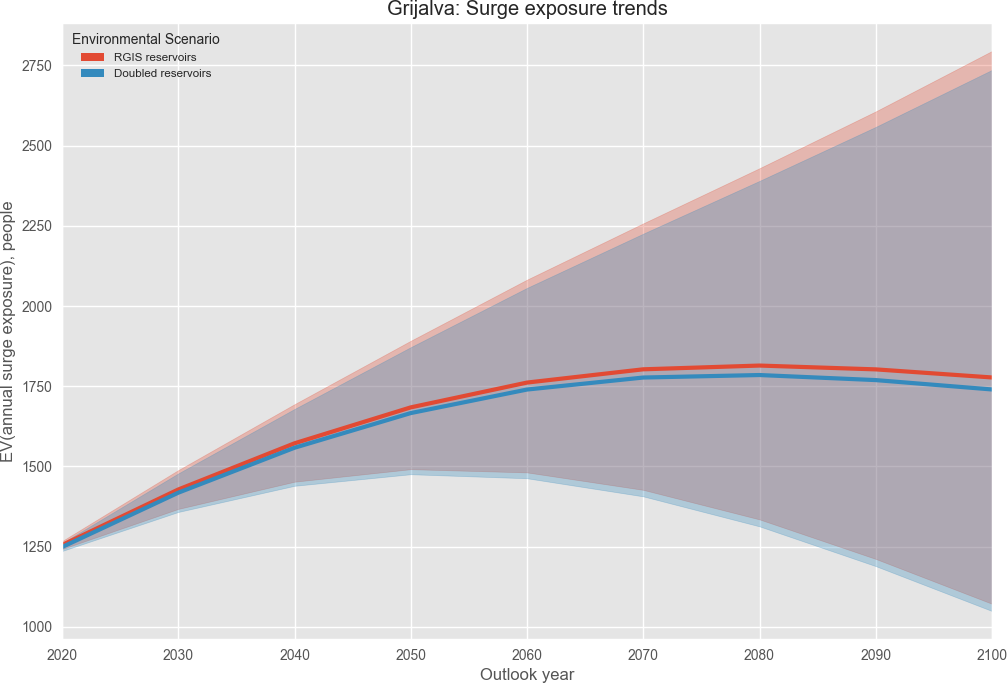 Grijalva: Surge exposure trends
Environmental Scenario
RGIS reservoirs
Doubled reservoirs
EV(annual surge exposure), people
2750
2500
2250
2000
1750
1500
1250
1000
2020 2030 2040 2050 2060 2070 2080 2090 2100
Outlook year